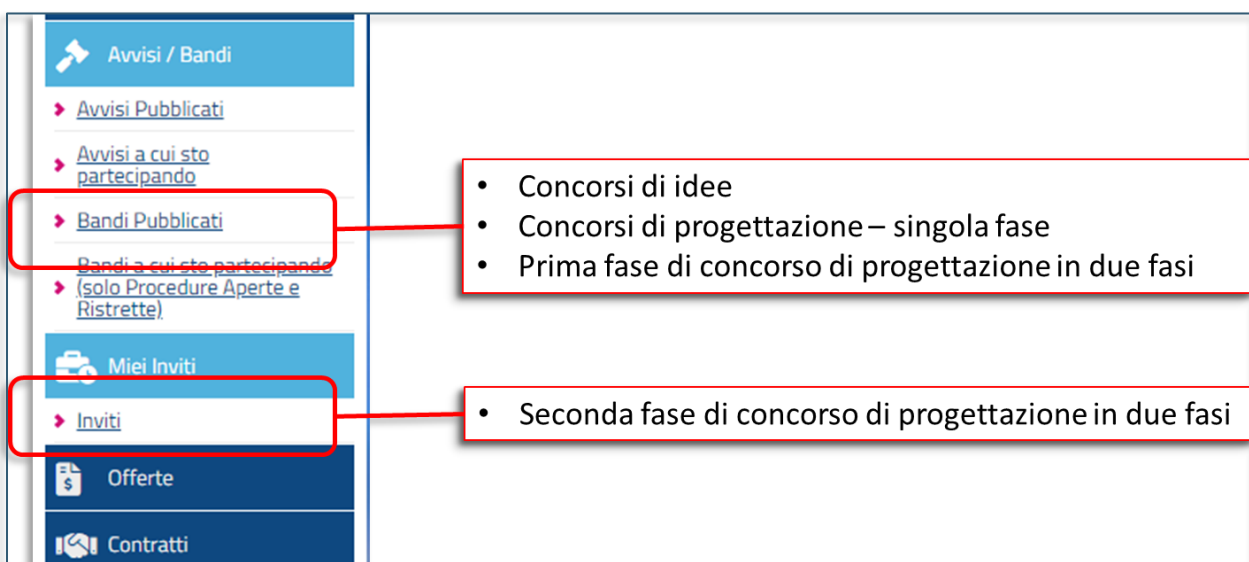 Avvisi / Bandi
Avvisi Pubblicati
Avvisi a cui sto
partecipando
Bandi Pubblicati
Bandi a cui sto partecipando
(solo Procedure Aperte e
Ristrette)
Miei Inviti
Inviti
Offerte
Contratti
• Concorsi di idee
• Concorsi di progettazione – singola fase
• Prima fase di concorso di progettazione in due fasi
• Seconda fase di concorso di progettazione in due fasi